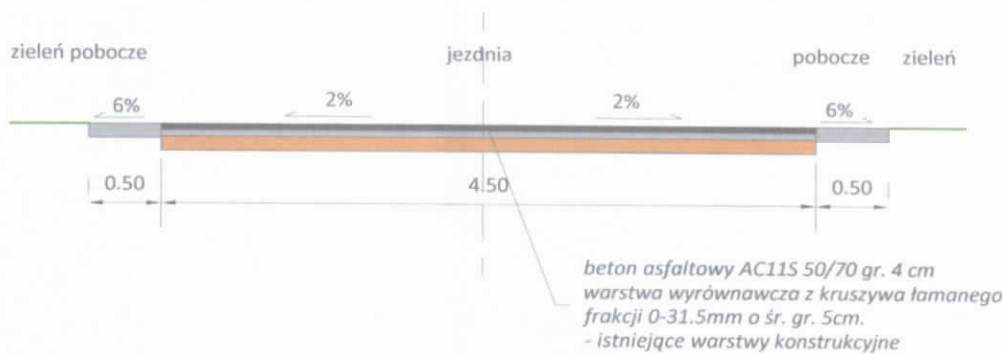 zieleń pobocze jezdnia pobocze zieleń
6% 2% 2% 6%
0.50 4.50 0.50
beton asfaltowy AC11S 50/70 gr. 4 cm
warstwa wyrównawcza z kruszywa łamanego
frakcji 0-31.5mm o śr. gr. 5cm.
- istniejące warstwy konstrukcyjne